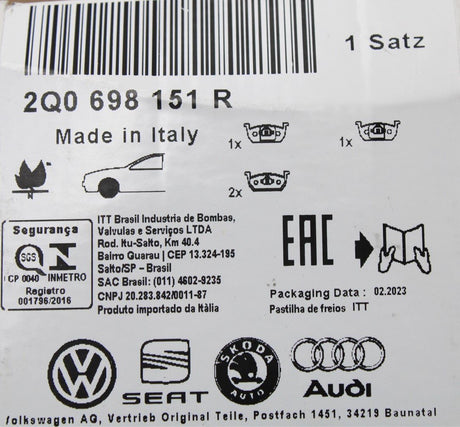 1 Satz
2Q0 698 151 R
Made in Italy
1x
1x
2x
Segurança
SGS
CP 0040 INMETRO
Registro
001796/2016
ITT Brasil Industria de Bombas,
Valvulas e Serviços LTDA
Rod. Itu-Salto, Km 40.4
Bairro Guarau | CEP 13.324-195
Salto/SP – Brasil
SAC Brasil: (011) 4602-9235
CNPJ 20.283.842/0011-87
Produto importado da Itàlia
EAC
Packaging Data : 02.2023
Pastilha de freios ITT
VW
SEAT
ŠKODA
AUTO
Audi
Volkswagen AG, Vertrieb Original Teile, Postfach 1451, 34219 Baunatal